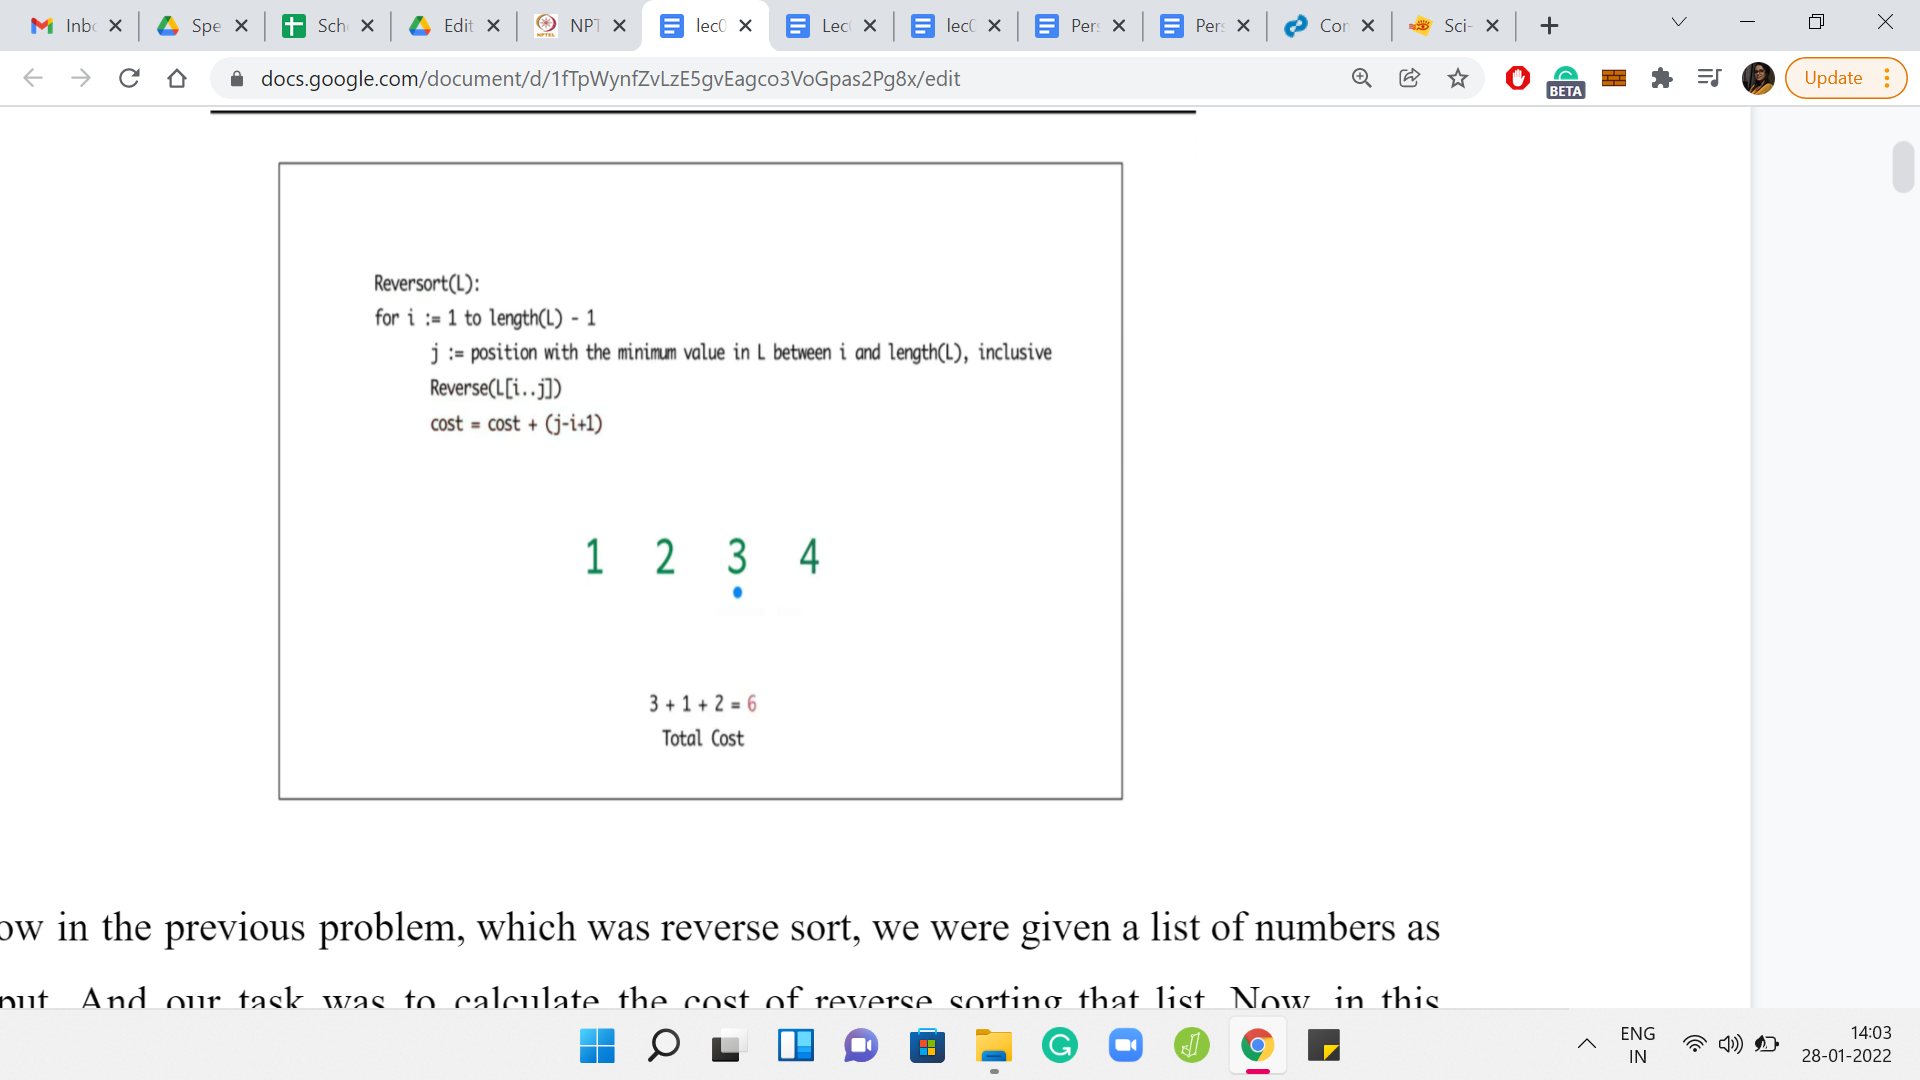 Inbo
Spe
Sch
Edit
NPT
lec0
Lec
lec0
Per
Per
Con
Sci-
docs.google.com/document/d/1fTpWynfZvLzE5gvEagco3VoGpas2Pg8x/edit
BETA
Update
Reversort(L):
for i := 1 to length(L) - 1
j := position with the minimum value in L between i and length(L), inclusive
Reverse(L[i..j])
cost = cost + (j-i+1)
1 2 3 4
3 + 1 + 2 = 6
Total Cost
ow in the previous problem, which was reverse sort, we were given a list of numbers as
put. And our task was to calculate the cost of reverse sorting that list. Now, in this
ENG
IN
14:03
28-01-2022